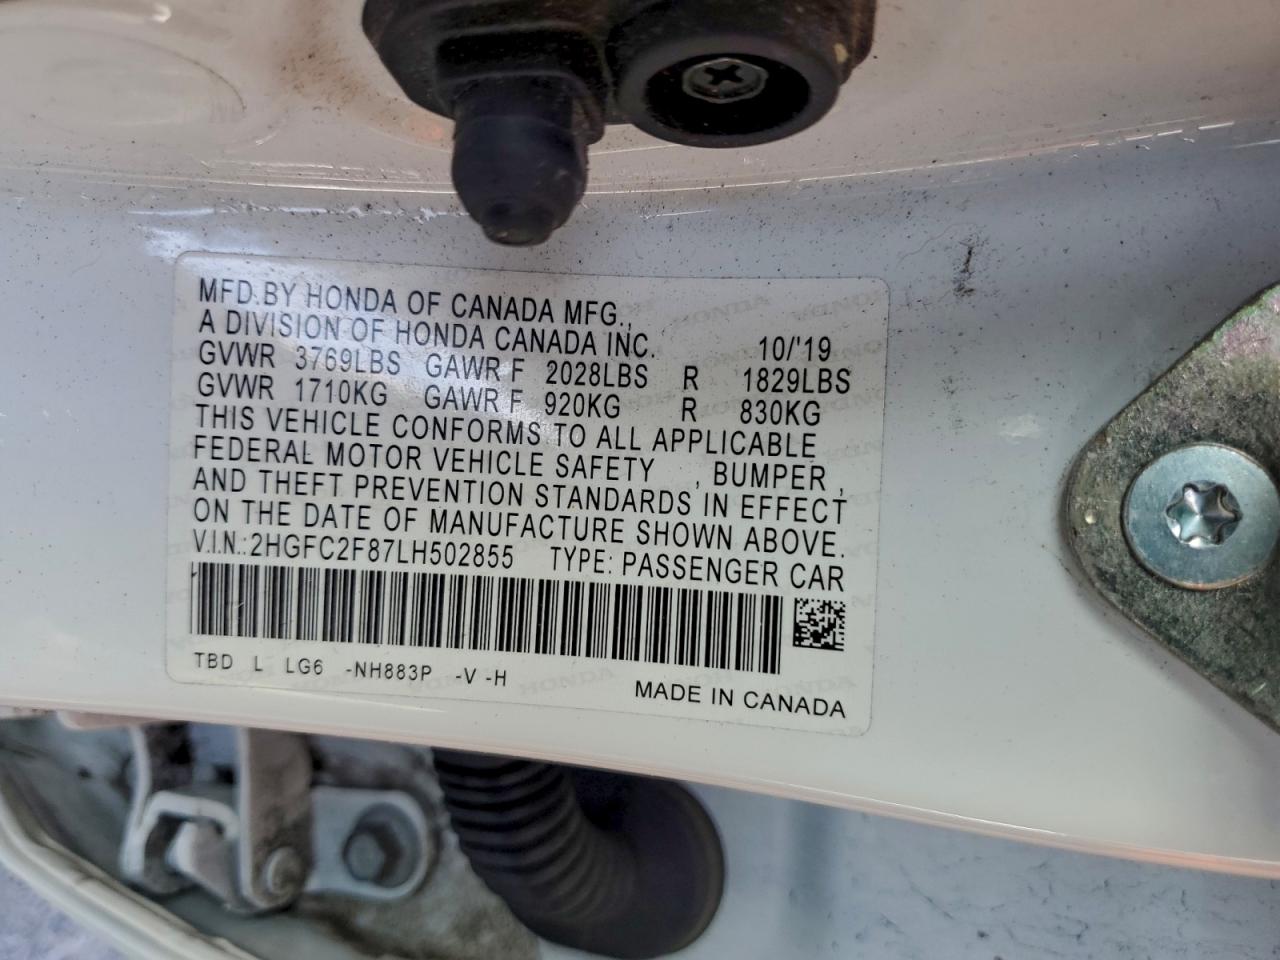 MFD.BY HONDA OF CANADA MFG.,
A DIVISION OF HONDA CANADA INC. 10/'19
GVWR 3769LBS GAWR F 2028LBS R 1829LBS
GVWR 1710KG GAWR F 920KG R 830KG
THIS VEHICLE CONFORMS TO ALL APPLICABLE
FEDERAL MOTOR VEHICLE SAFETY , BUMPER ,
AND THEFT PREVENTION STANDARDS IN EFFECT
ON THE DATE OF MANUFACTURE SHOWN ABOVE.
V.I.N.:2HGFC2F87LH502855 TYPE: PASSENGER CAR
TBD L LG6 -NH883P -V -H
MADE IN CANADA